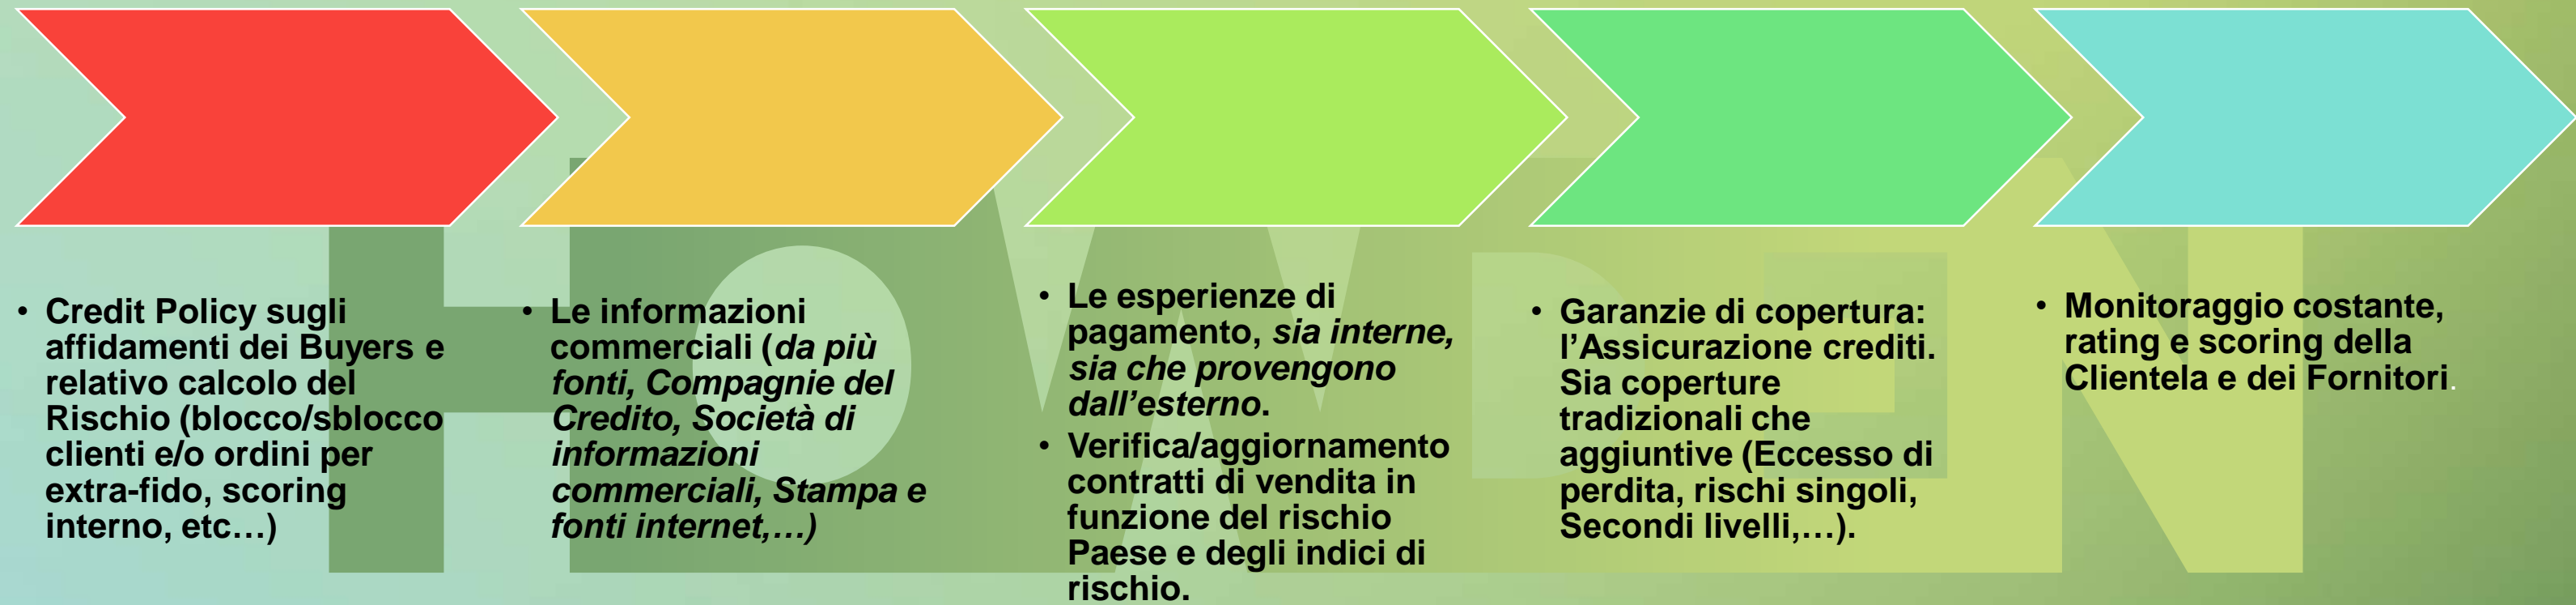 HOWDEN
• Credit Policy sugli
affidamenti dei Buyers e
relativo calcolo del
Rischio (blocco/sblocco
clienti e/o ordini per
extra-fido, scoring
interno, etc…)
• Le informazioni
commerciali (da più
fonti, Compagnie del
Credito, Società di
informazioni
commerciali, Stampa e
fonti internet,…)
• Le esperienze di
pagamento, sia interne,
sia che provengono
dall’esterno.
• Verifica/aggiornamento
contratti di vendita in
funzione del rischio
Paese e degli indici di
rischio.
• Garanzie di copertura:
l’Assicurazione crediti.
Sia coperture
tradizionali che
aggiuntive (Eccesso di
perdita, rischi singoli,
Secondi livelli,…).
• Monitoraggio costante,
rating e scoring della
Clientela e dei Fornitori.